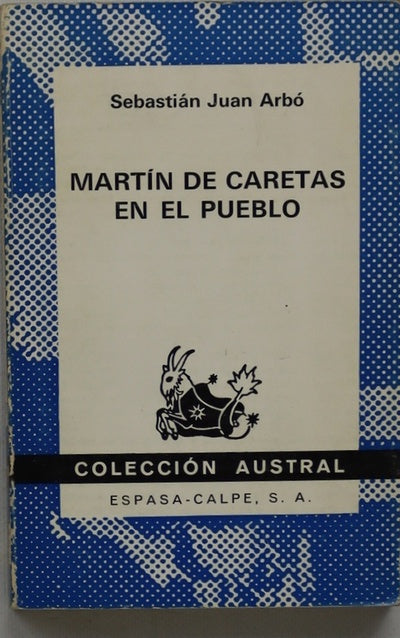 Sebastián Juan Arbó
MARTÍN DE CARETAS
EN EL PUEBLO
COLECCIÓN AUSTRAL
ESPASA-CALPE, S. A.